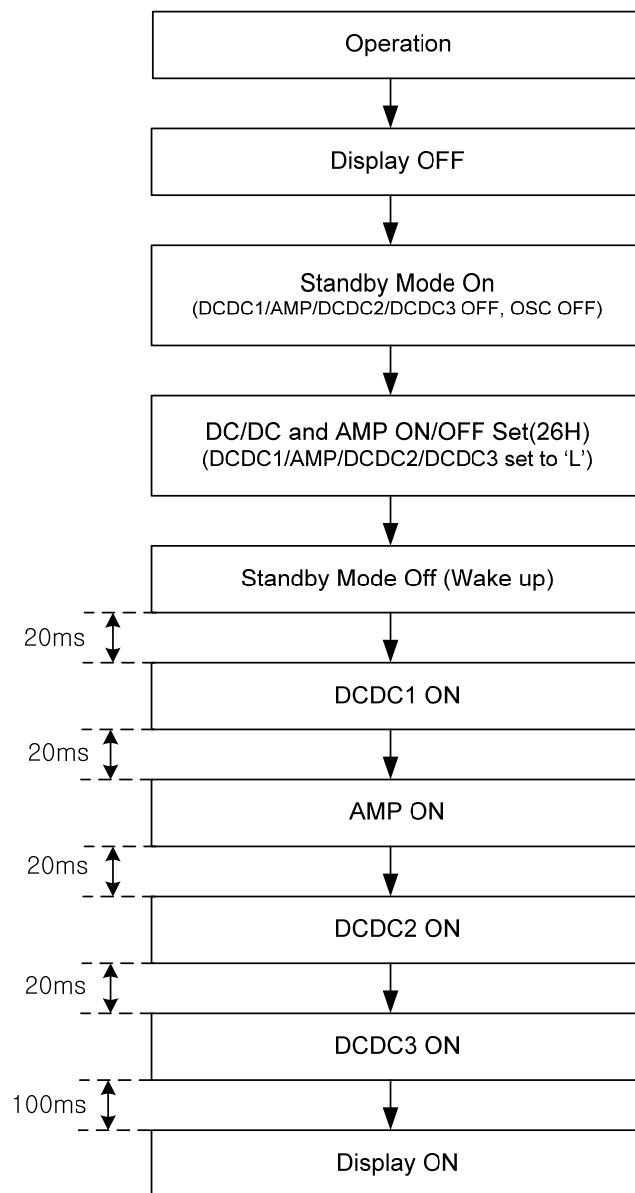 Operation
Display OFF
Standby Mode On
(DCDC1/AMP/DCDC2/DCDC3 OFF, OSC OFF)
DC/DC and AMP ON/OFF Set(26H)
(DCDC1/AMP/DCDC2/DCDC3 set to ‘L’)
Standby Mode Off (Wake up)
20ms
DCDC1 ON
20ms
AMP ON
20ms
DCDC2 ON
20ms
DCDC3 ON
100ms
Display ON